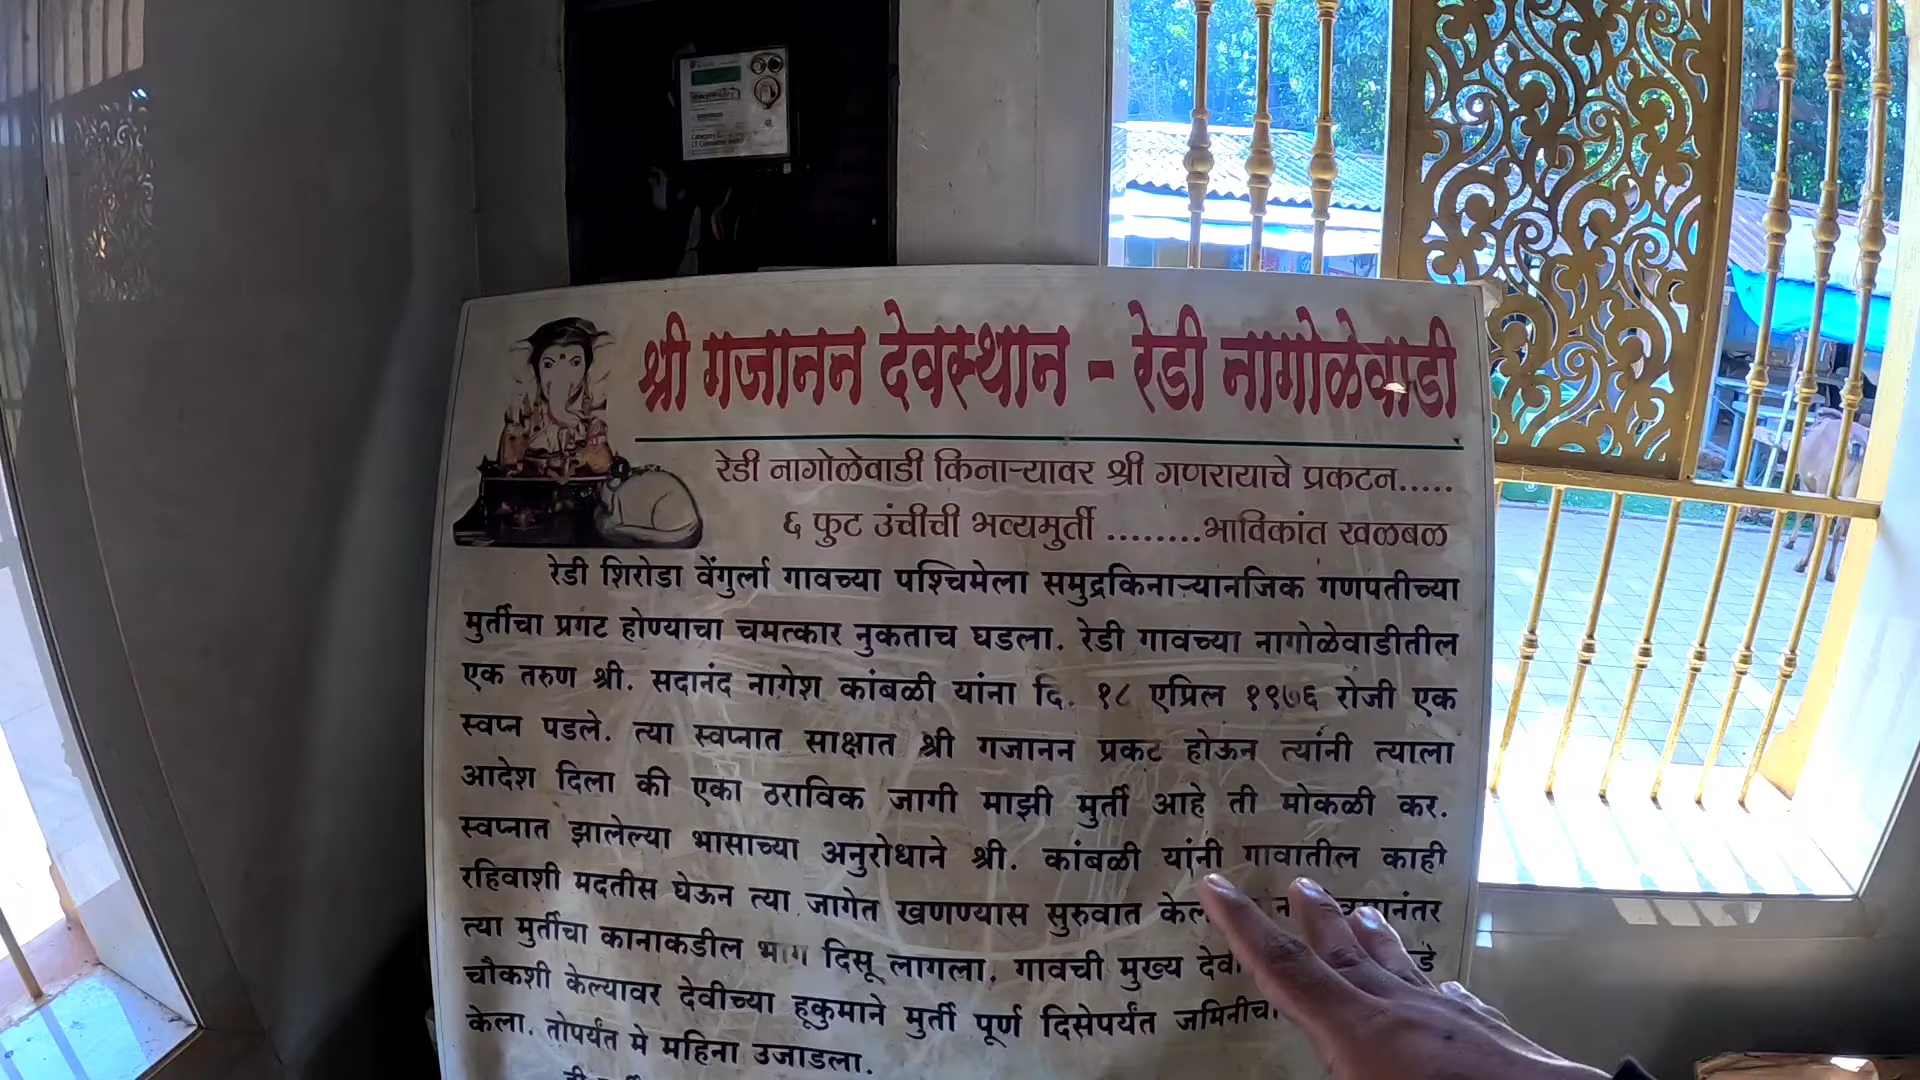 श्री गजानन देवस्थान - रेडी नागोळेवाडी
रेडी नागोळेवाडी किनाऱ्यावर श्री गणरायाचे प्रकटन.....
६ फुट उंचीची भव्यमुर्ती ........भाविकांत खळबळ
रेडी शिरोडा वेंगुर्ला गावच्या पश्चिमेला समुद्रकिनाऱ्यानजिक गणपतीच्या
मुर्तीचा प्रगट होण्याचा चमत्कार नुकताच घडला. रेडी गावच्या नागोळेवाडीतील
एक तरुण श्री. सदानंद नागेश कांबळी यांना दि. १८ एप्रिल १९७६ रोजी एक
स्वप्न पडले. त्या स्वप्नात साक्षात श्री गजानन प्रकट होऊन त्यांनी त्याला
आदेश दिला की एका ठराविक जागी माझी मुर्ती आहे ती मोकळी कर.
स्वप्नात झालेल्या भासाच्या अनुरोधाने श्री. कांबळी यांनी गावातील काही
रहिवाशी मदतीस घेऊन त्या जागेत खणण्यास सुरुवात
त्या मुर्तीचा कानाकडील भाग दिसू लागला. गावची मुख्य
चौकशी केल्यावर देवीच्या हूकुमाने मुर्ती पूर्ण दिसेपर्यंत
केला. तोपर्यंत मे महिना उजाडला.